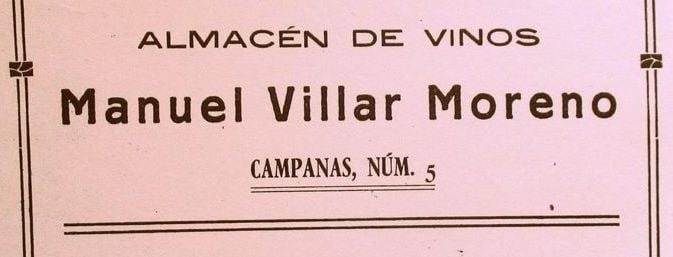 ALMACÉN DE VINOS
Manuel Villar Moreno
CAMPANAS, NÚM. 5